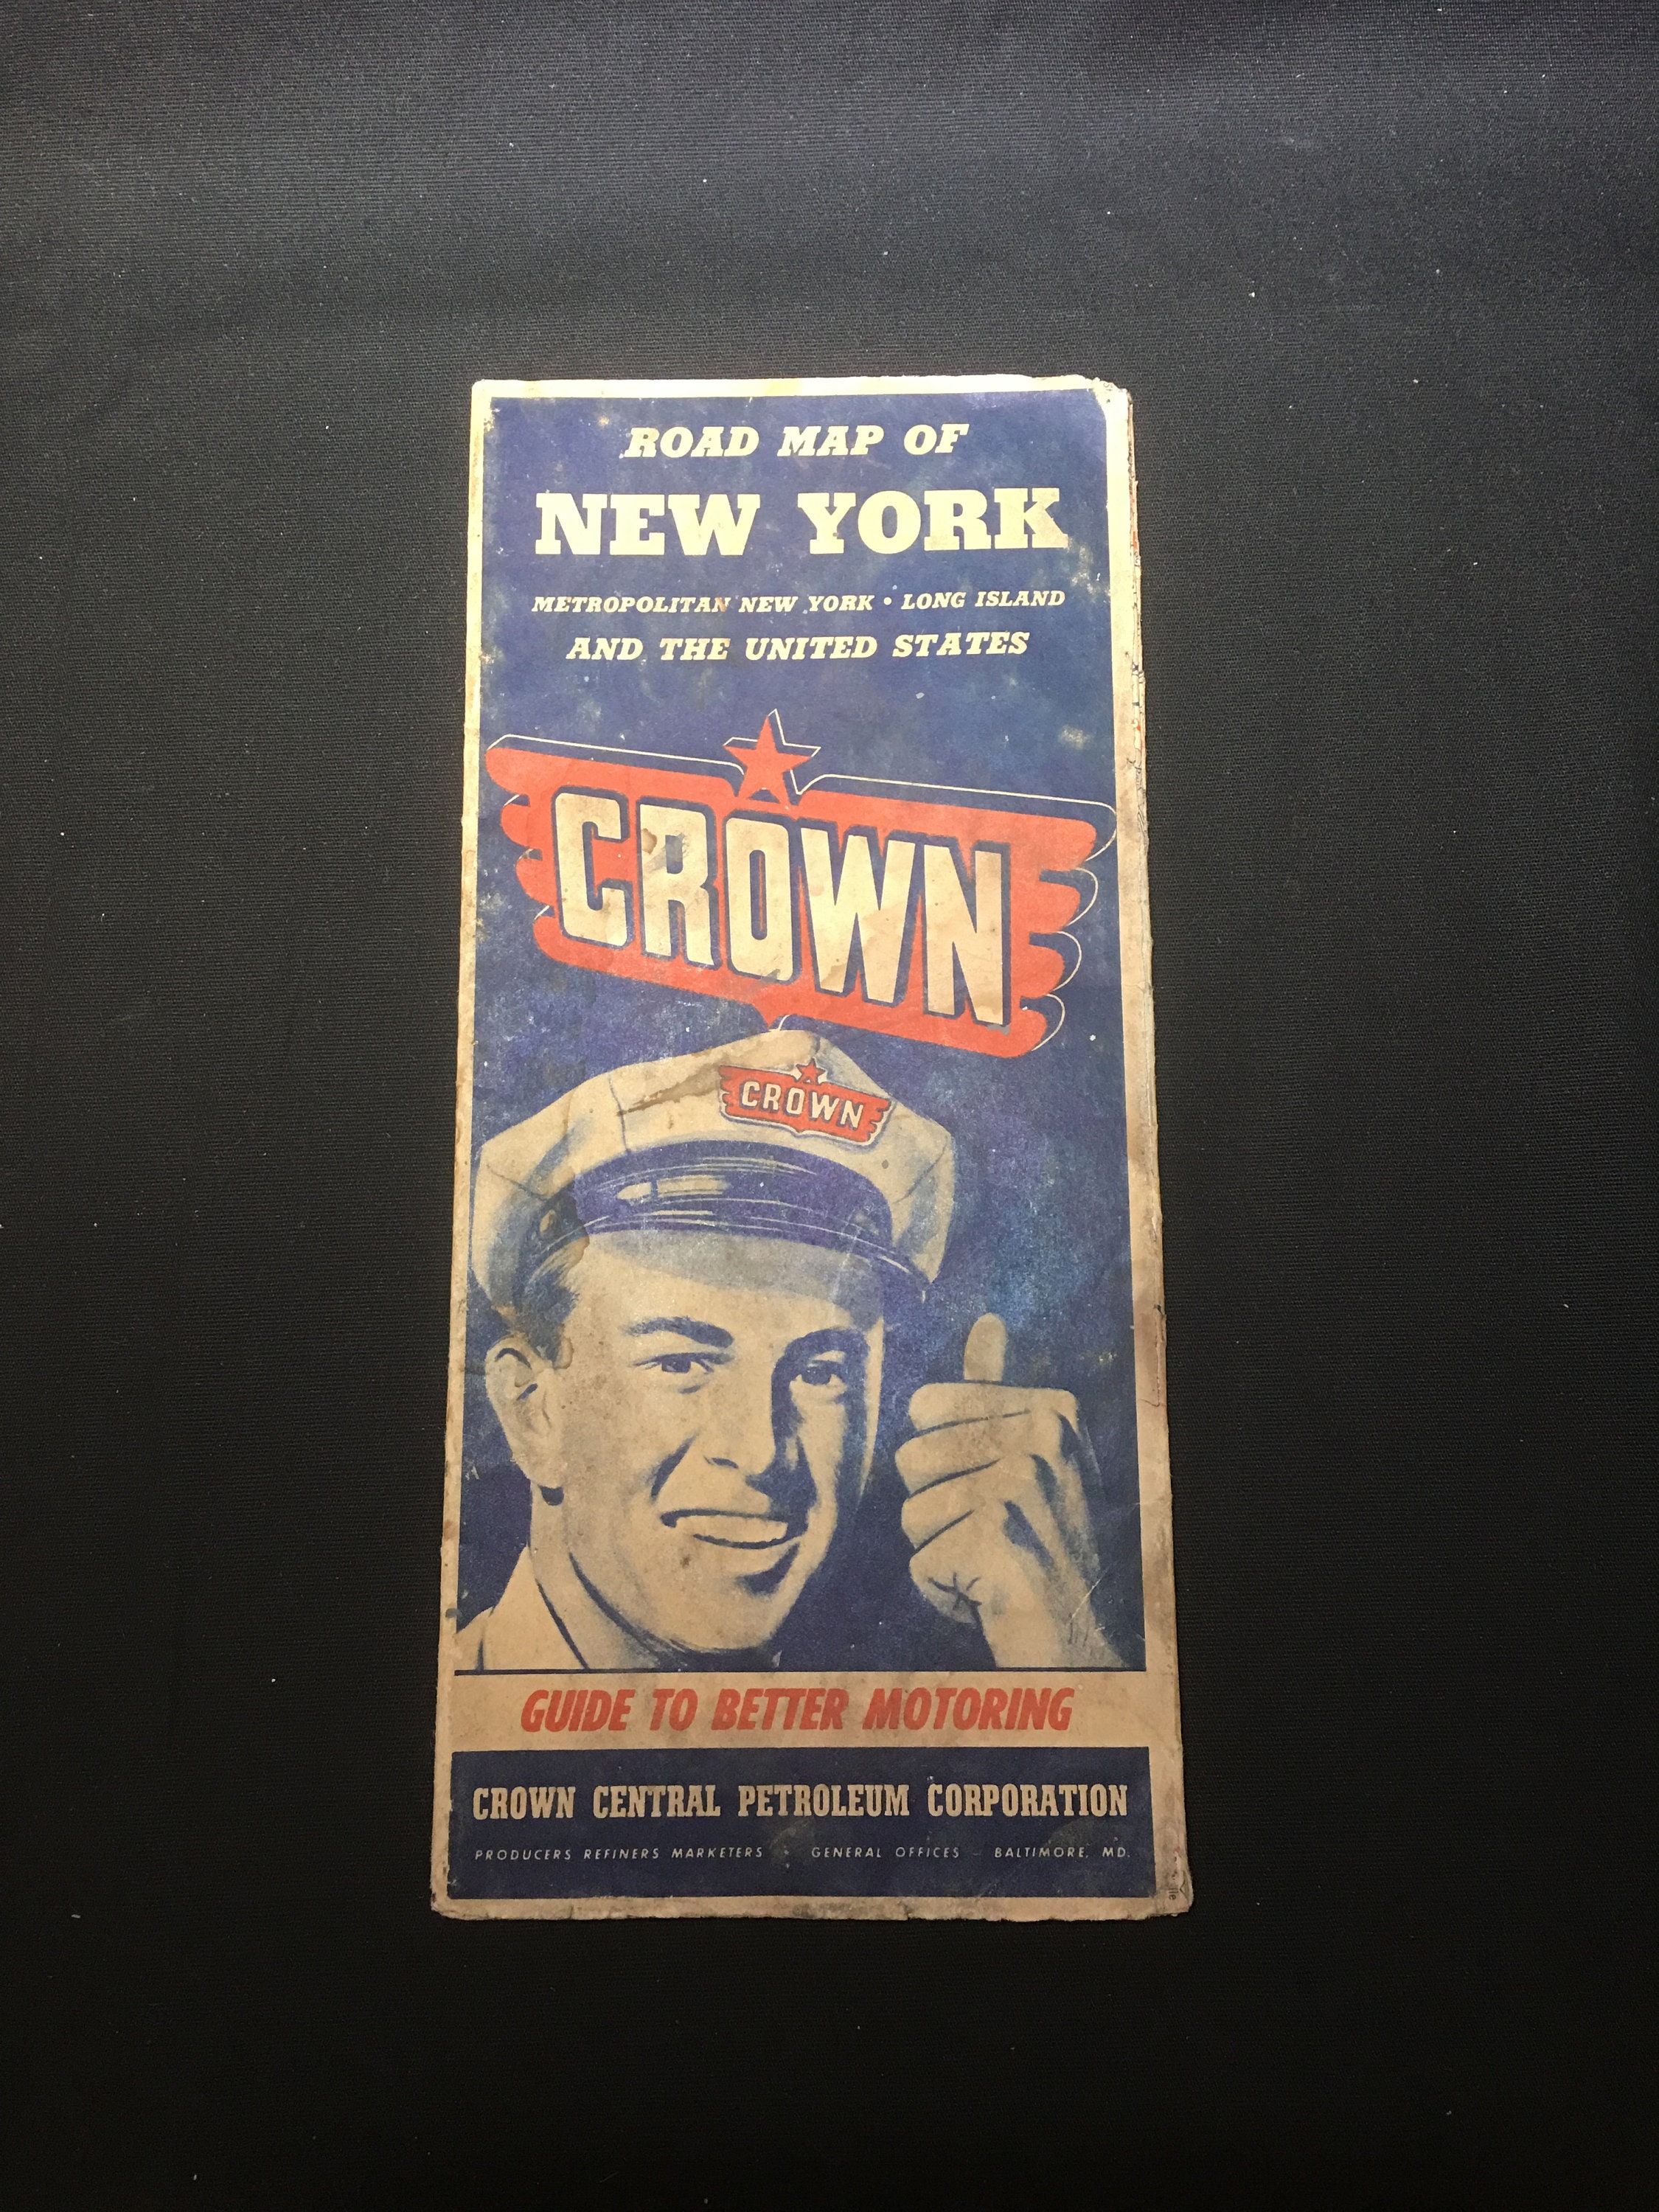 ROAD MAP OF
NEW YORK
METROPOLITAN NEW YORK • LONG ISLAND
AND THE UNITED STATES
CROWN
CROWN
GUIDE TO BETTER MOTORING
CROWN CENTRAL PETROLEUM CORPORATION
PRODUCERS REFINERS MARKETERS · GENERAL OFFICES — BALTIMORE, MD.